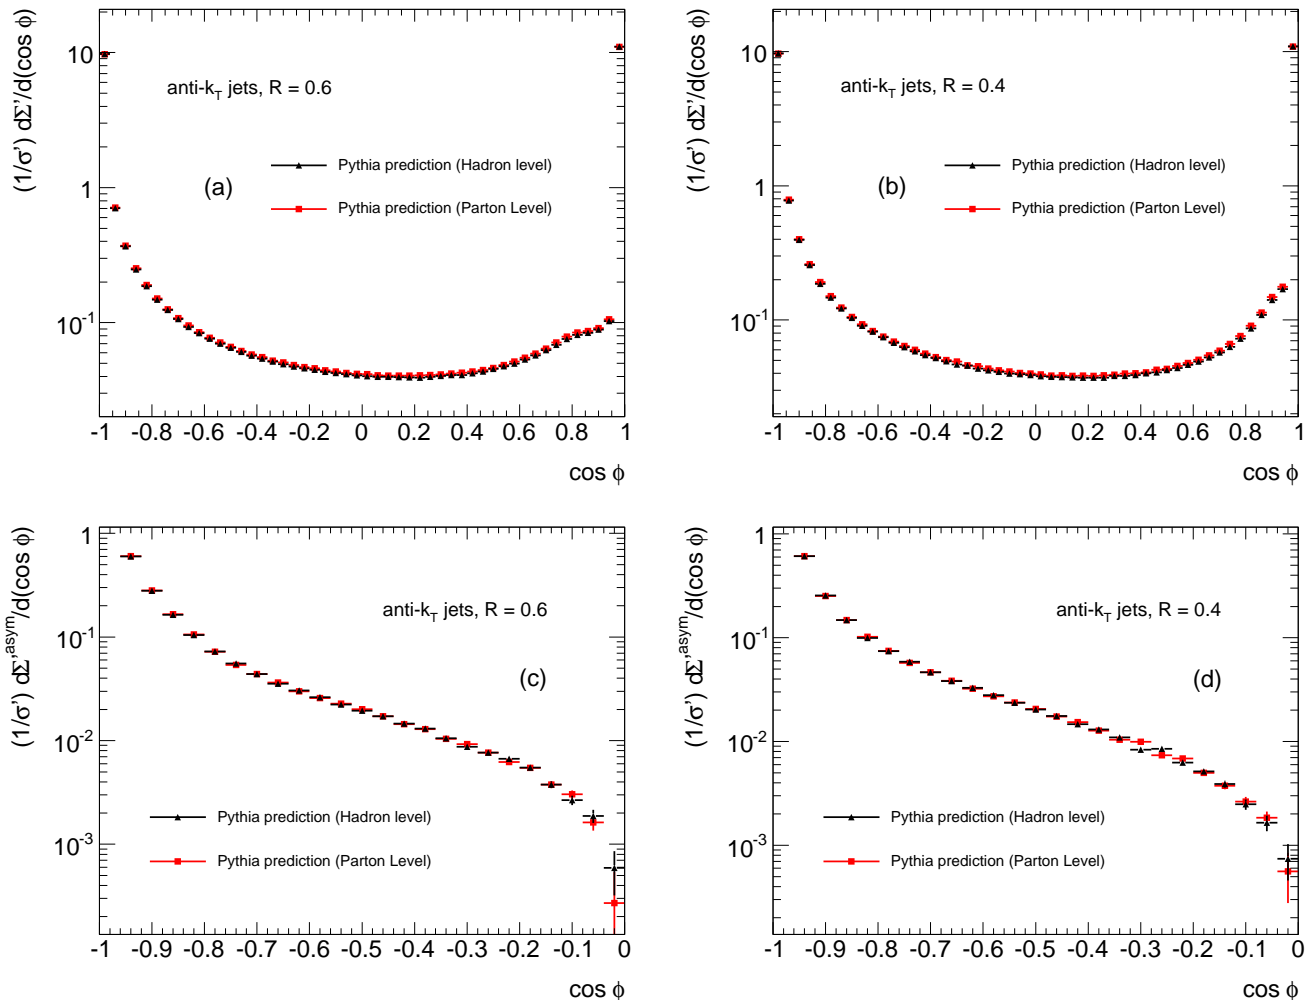 (1/σ') dΣ'/d(cos φ)
10
1
10^-1
anti-k_T jets, R = 0.6
Pythia prediction (Hadron level)
(a)
Pythia prediction (Parton Level)
-1 -0.8 -0.6 -0.4 -0.2 0 0.2 0.4 0.6 0.8 1
cos φ
(1/σ') dΣ'/d(cos φ)
10
1
10^-1
anti-k_T jets, R = 0.4
Pythia prediction (Hadron level)
(b)
Pythia prediction (Parton Level)
-1 -0.8 -0.6 -0.4 -0.2 0 0.2 0.4 0.6 0.8 1
cos φ
(1/σ') dΣ'^asym/d(cos φ)
1
10^-1
10^-2
10^-3
anti-k_T jets, R = 0.6
(c)
Pythia prediction (Hadron level)
Pythia prediction (Parton Level)
-1 -0.9 -0.8 -0.7 -0.6 -0.5 -0.4 -0.3 -0.2 -0.1 0
cos φ
(1/σ') dΣ'^asym/d(cos φ)
1
10^-1
10^-2
10^-3
anti-k_T jets, R = 0.4
(d)
Pythia prediction (Hadron level)
Pythia prediction (Parton Level)
-1 -0.9 -0.8 -0.7 -0.6 -0.5 -0.4 -0.3 -0.2 -0.1 0
cos φ